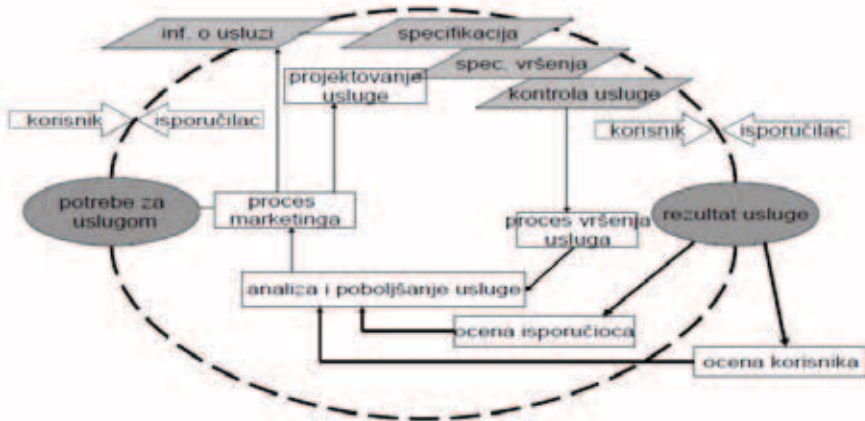 inf. o usluzi
specifikacija
spec. vršenja
projektovanje
usluge
kontrola usluge
korisnik
isporučilac
korisnik
isporučilac
potrebe za
uslugom
proces
marketinga
proces vršenja
usluga
rezultat usluge
analiza i poboljšanje usluge
ocena isporučioca
ocena korisnika